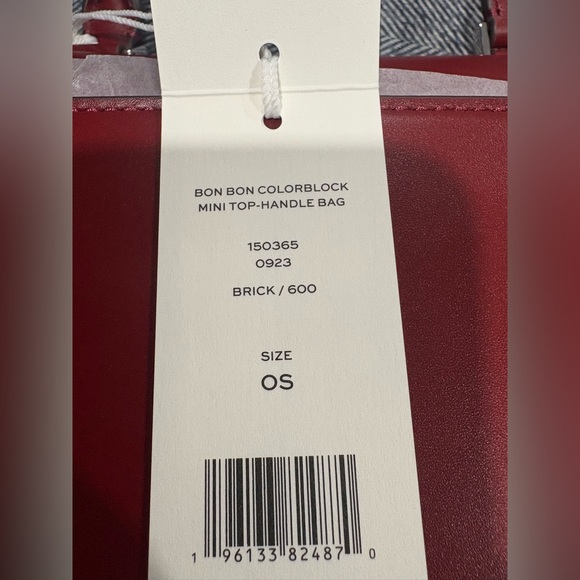 BON BON COLORBLOCK
MINI TOP-HANDLE BAG
150365
0923
BRICK / 600
SIZE
OS
1 96133 82487 0